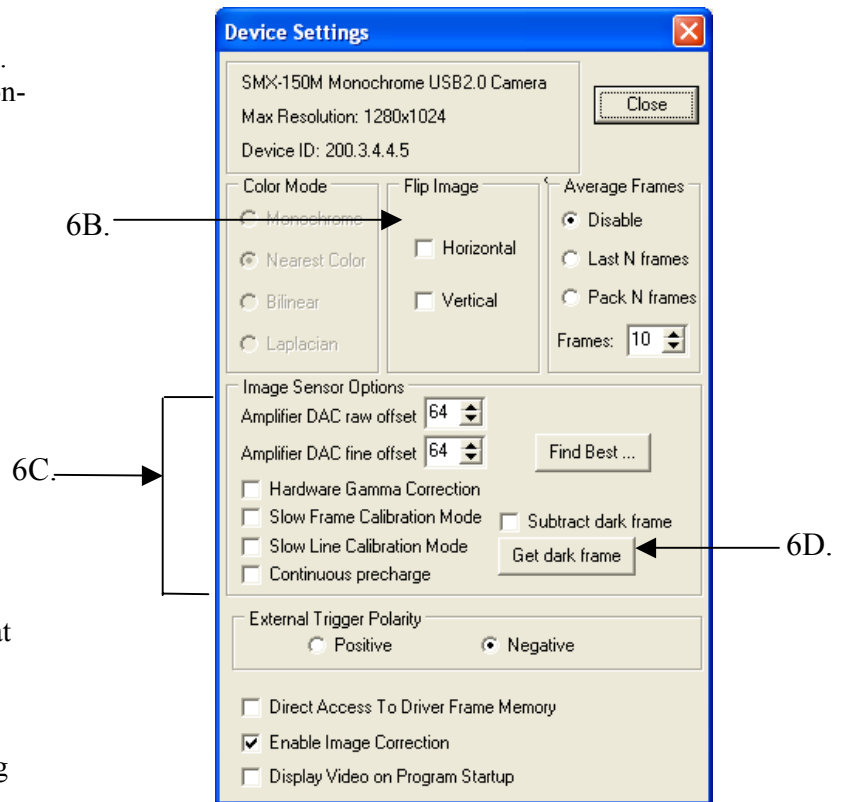 .
n-
Device Settings
SMX-150M Monochrome USB2.0 Camera
Max Resolution: 1280x1024
Device ID: 200.3.4.4.5
Close
6B.
Color Mode
Monochrome
Nearest Color
Bilinear
Laplacian
Flip Image
Horizontal
Vertical
Average Frames
Disable
Last N frames
Pack N frames
Frames: 10
6C.
Image Sensor Options
Amplifier DAC raw offset 64
Amplifier DAC fine offset 64
Find Best ...
Hardware Gamma Correction
Slow Frame Calibration Mode
Slow Line Calibration Mode
Continuous precharge
Subtract dark frame
Get dark frame
6D.
External Trigger Polarity
Positive Negative
Direct Access To Driver Frame Memory
Enable Image Correction
Display Video on Program Startup